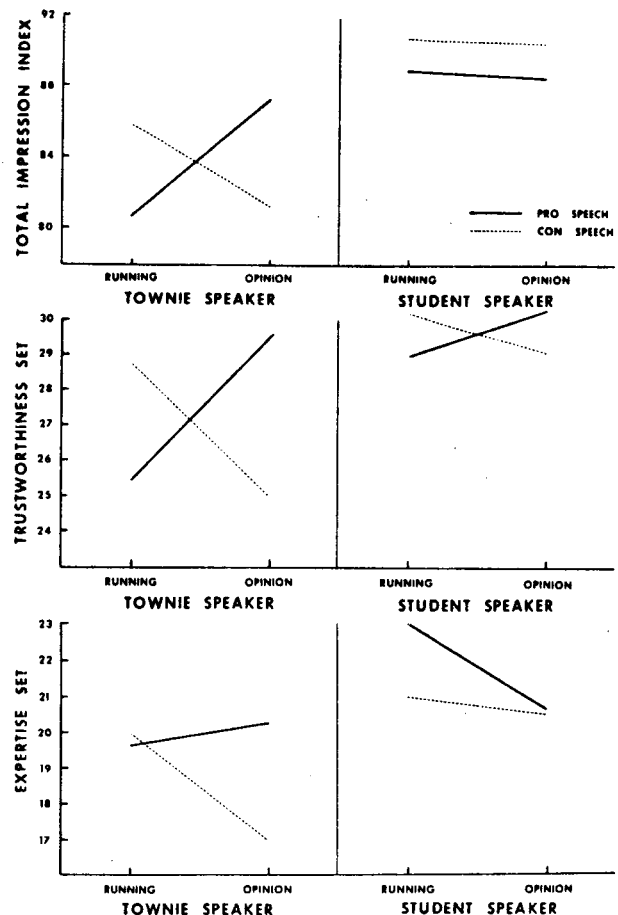 TOTAL IMPRESSION INDEX
92
86
84
80
PRO SPEECH
CON SPEECH
RUNNING OPINION RUNNING OPINION
TOWNIE SPEAKER STUDENT SPEAKER
TRUSTWORTHINESS SET
30
29
28
27
26
25
24
RUNNING OPINION RUNNING OPINION
TOWNIE SPEAKER STUDENT SPEAKER
EXPERTISE SET
23
22
21
20
19
18
17
RUNNING OPINION RUNNING OPINION
TOWNIE SPEAKER STUDENT SPEAKER